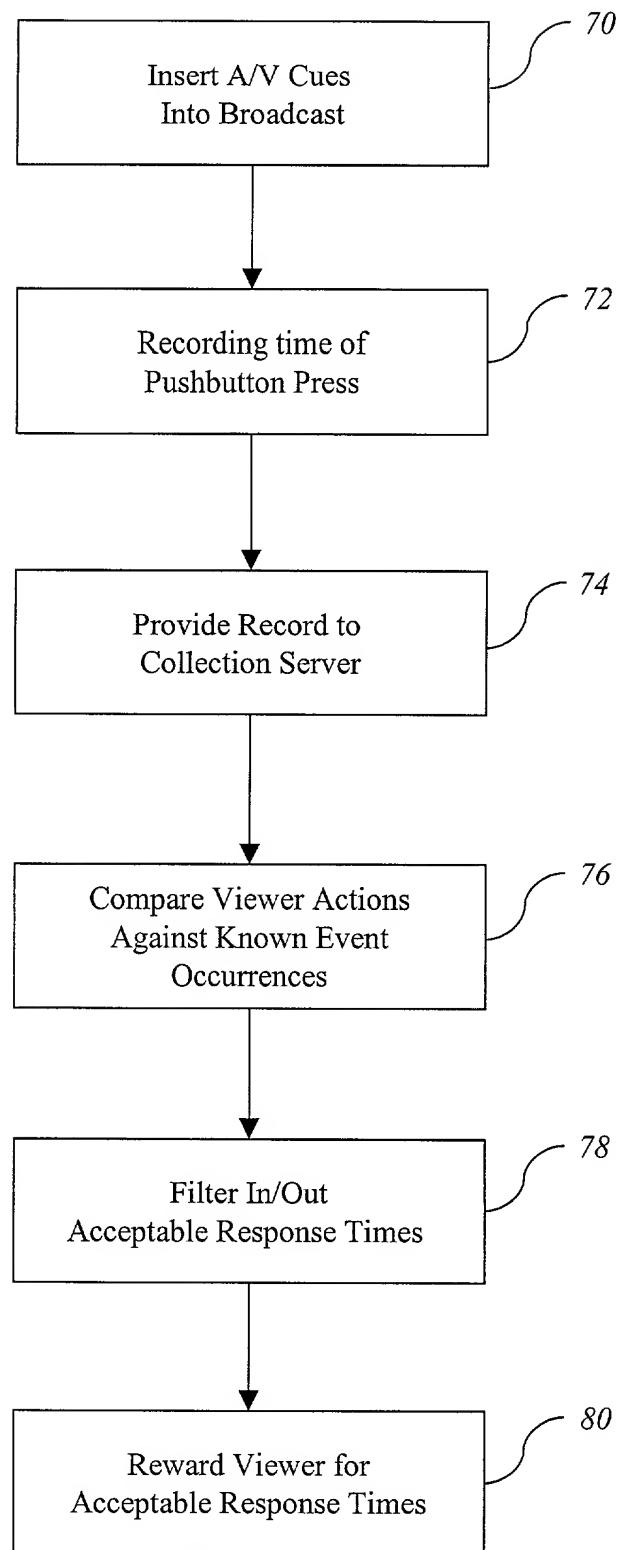 70
Insert A/V Cues
Into Broadcast
72
Recording time of
Pushbutton Press
74
Provide Record to
Collection Server
76
Compare Viewer Actions
Against Known Event
Occurrences
78
Filter In/Out
Acceptable Response Times
80
Reward Viewer for
Acceptable Response Times